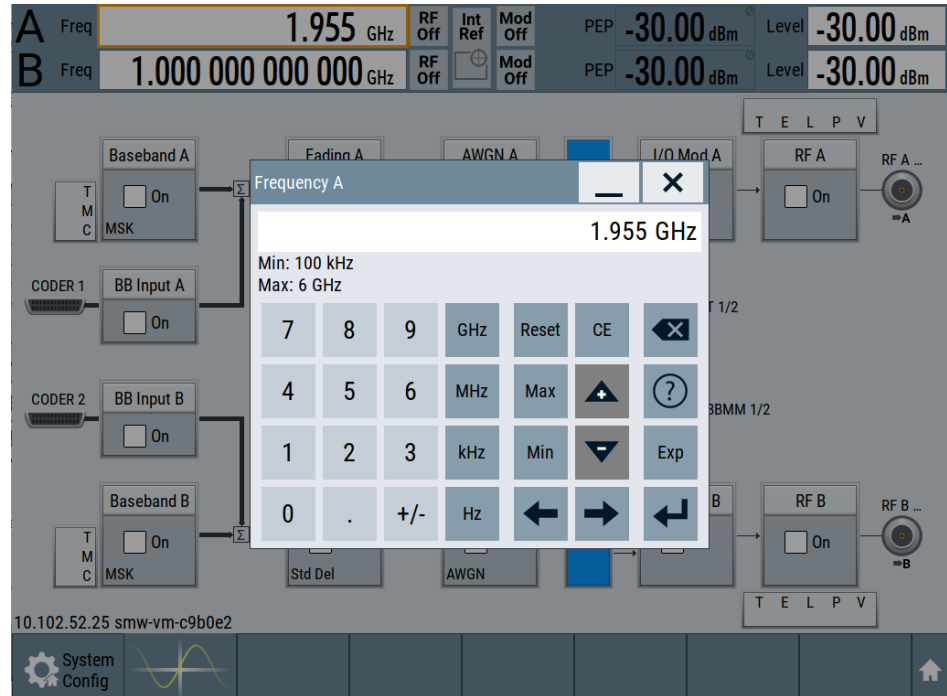 A Freq 1.955 GHz RF Off Int Ref Mod Off PEP -30.00 dBm Level -30.00 dBm
B Freq 1.000 000 000 000 GHz RF Off Mod Off PEP -30.00 dBm Level -30.00 dBm
T E L P V
Baseband A Fading A AWGN A I/Q Mod A RF A RF A ...
T M C On MSK Σ On A
Frequency A
1.955 GHz
Min: 100 kHz
Max: 6 GHz
CODER 1 BB Input A T 1/2
On
7 8 9 GHz Reset CE
4 5 6 MHz Max + ?
CODER 2 BB Input B BBMM 1/2
On
1 2 3 kHz Min - Exp
0 . +/- Hz
Baseband B B RF B RF B ...
T M C On MSK Σ On B
Std Del AWGN
T E L P V
10.102.52.25 smw-vm-c9b0e2
System Config